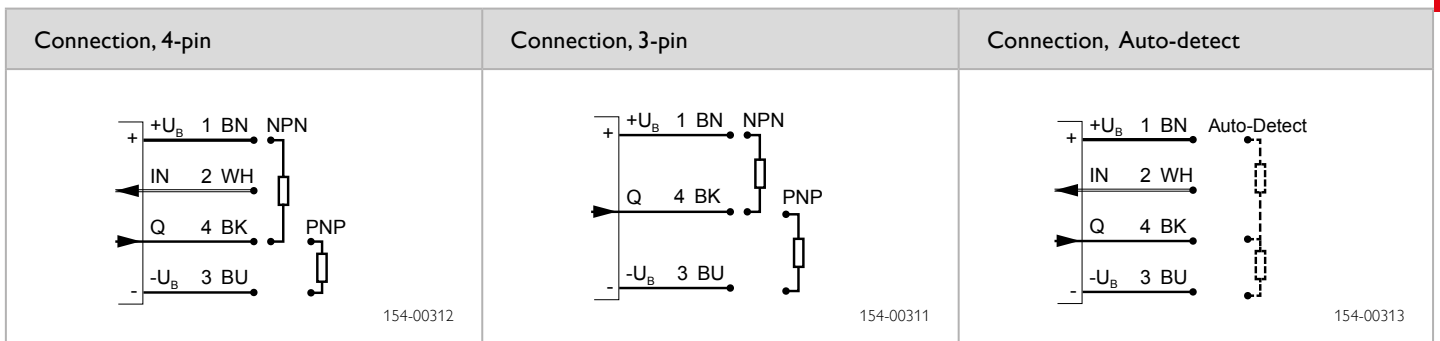 Connection, 4-pin
+U_B 1 BN NPN
+
IN 2 WH
Q 4 BK PNP
-U_B 3 BU
-
154-00312
Connection, 3-pin
+U_B 1 BN NPN
+
Q 4 BK PNP
-U_B 3 BU
-
154-00311
Connection, Auto-detect
+U_B 1 BN Auto-Detect
+
IN 2 WH
Q 4 BK
-U_B 3 BU
-
154-00313